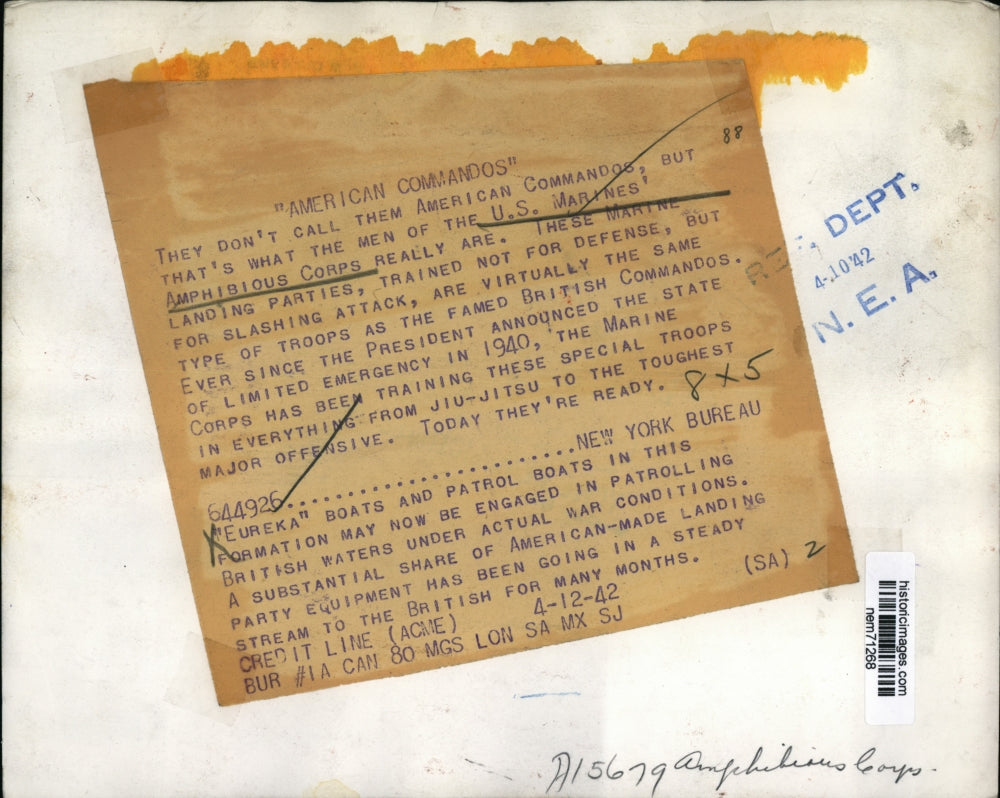 88
"AMERICAN COMMANDOS"
THEY DON'T CALL THEM AMERICAN COMMANDOS, BUT
THAT'S WHAT THE MEN OF THE U.S. MARINES'
AMPHIBIOUS CORPS REALLY ARE. THESE MARINE
LANDING PARTIES, TRAINED NOT FOR DEFENSE, BUT
FOR SLASHING ATTACK, ARE VIRTUALLY THE SAME
TYPE OF TROOPS AS THE FAMED BRITISH COMMANDOS.
EVER SINCE THE PRESIDENT ANNOUNCED THE STATE
OF LIMITED EMERGENCY IN 1940, THE MARINE
CORPS HAS BEEN TRAINING THESE SPECIAL TROOPS
IN EVERYTHING FROM JIU-JITSU TO THE TOUGHEST
MAJOR OFFENSIVE. TODAY THEY'RE READY.
8 x 5
644926..............................NEW YORK BUREAU
"EUREKA" BOATS AND PATROL BOATS IN THIS
FORMATION MAY NOW BE ENGAGED IN PATROLLING
BRITISH WATERS UNDER ACTUAL WAR CONDITIONS.
A SUBSTANTIAL SHARE OF AMERICAN-MADE LANDING
PARTY EQUIPMENT HAS BEEN GOING IN A STEADY
STREAM TO THE BRITISH FOR MANY MONTHS. (SA) 2
CREDIT LINE (ACME) 4-12-42
BUR #1A CAN 80 MGS LON SA MX SJ
DEPT.
4-10'42
N. E. A.
historicimages.com
nem71268
A15679 Amphibious Corps.